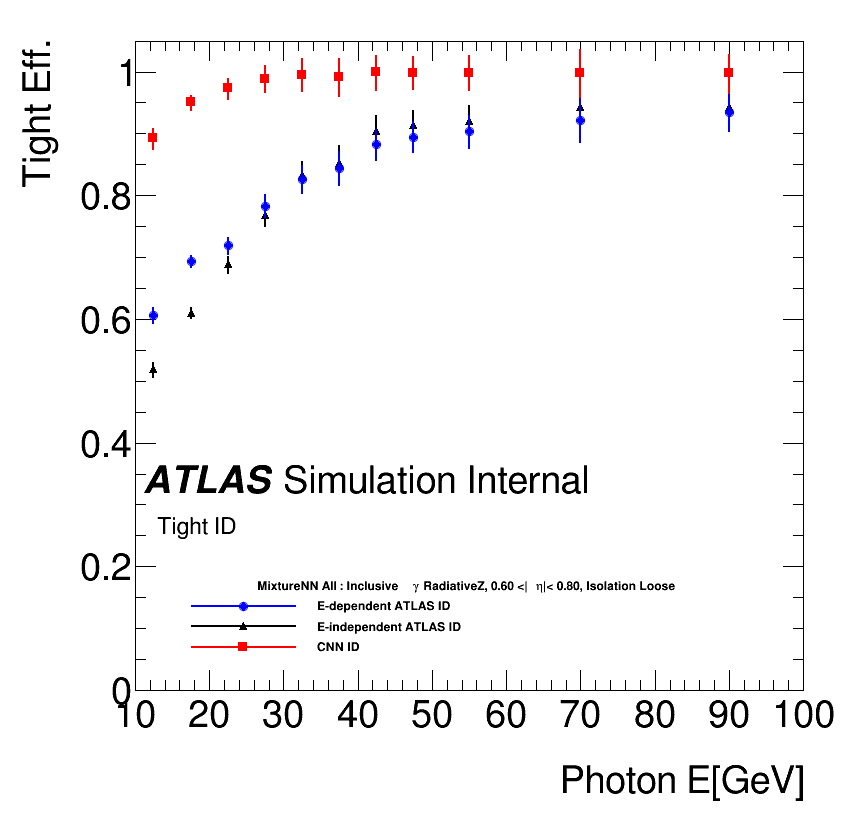 Tight Eff.
1
0.8
0.6
0.4
0.2
0
ATLAS Simulation Internal
Tight ID
MixtureNN All : Inclusive γ RadiativeZ, 0.60 <| η|< 0.80, Isolation Loose
E-dependent ATLAS ID
E-independent ATLAS ID
CNN ID
10 20 30 40 50 60 70 80 90 100
Photon E[GeV]